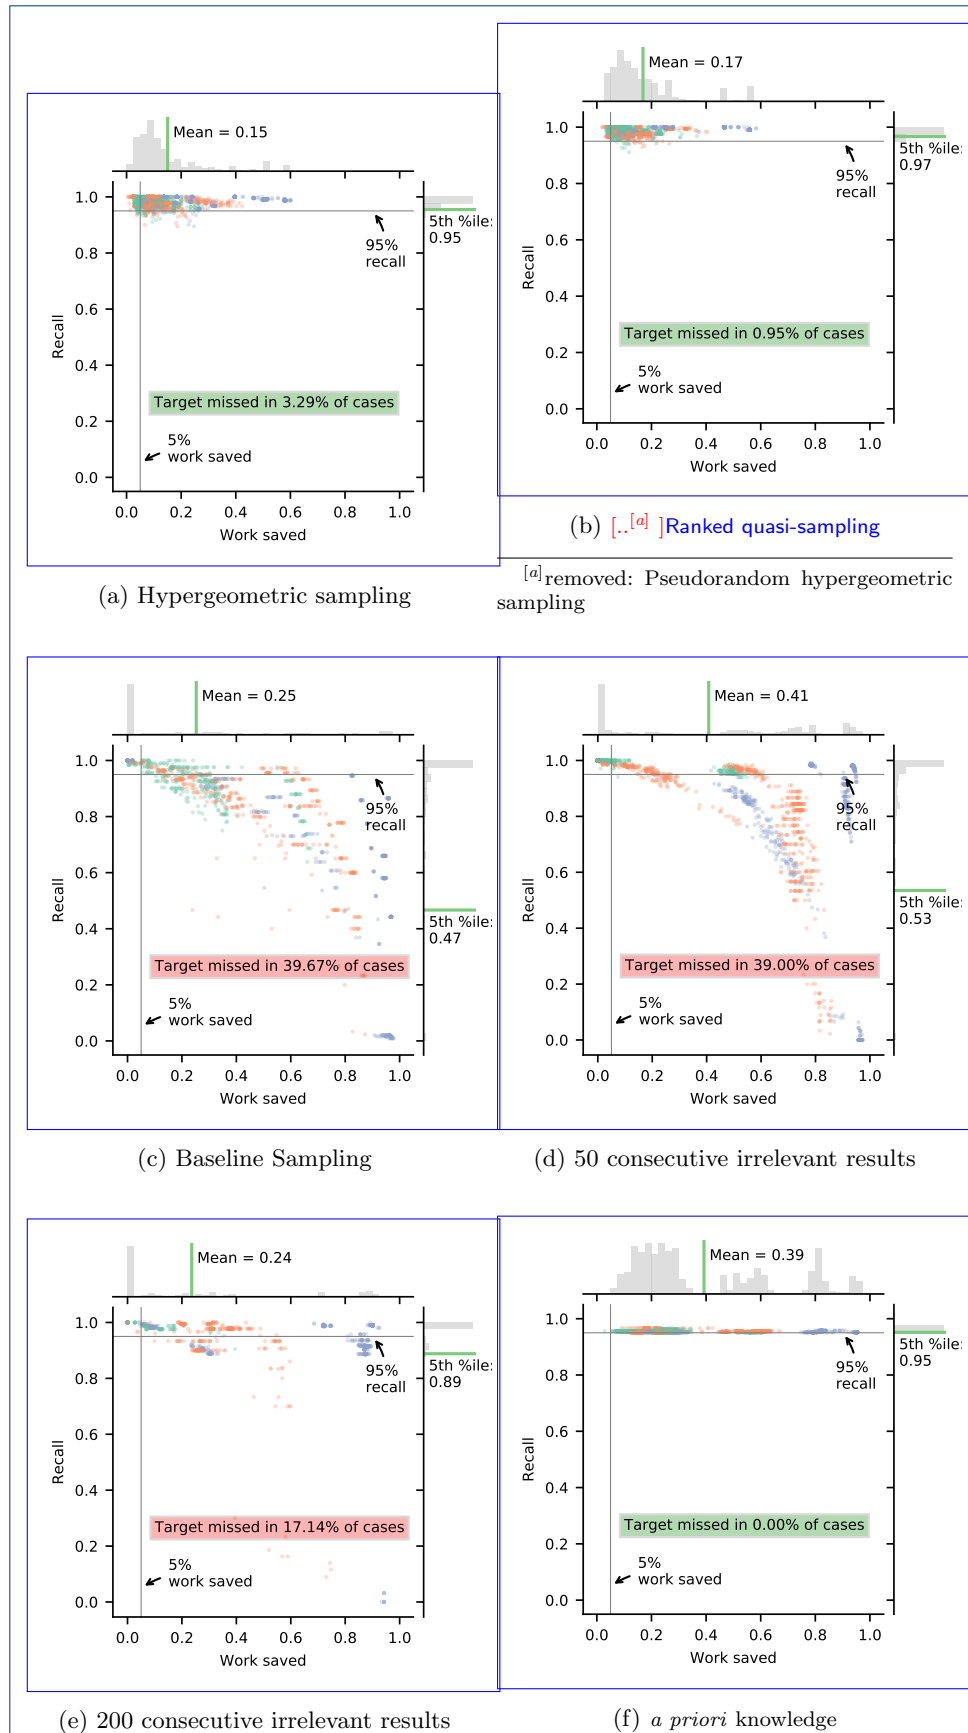 Mean = 0.15
1.0
0.8
0.6
0.4
0.2
0.0
Recall
5th %ile:
0.95
95%
recall
Target missed in 3.29% of cases
5%
work saved
0.0 0.2 0.4 0.6 0.8 1.0
Work saved
(a) Hypergeometric sampling
Mean = 0.17
1.0
0.8
0.6
0.4
0.2
0.0
Recall
5th %ile:
0.97
95%
recall
Target missed in 0.95% of cases
5%
work saved
0.0 0.2 0.4 0.6 0.8 1.0
Work saved
(b) [..[a] ]Ranked quasi-sampling
[a]removed: Pseudorandom hypergeometric
sampling
Mean = 0.25
1.0
0.8
0.6
0.4
0.2
0.0
Recall
95%
recall
5th %ile:
0.47
Target missed in 39.67% of cases
5%
work saved
0.0 0.2 0.4 0.6 0.8 1.0
Work saved
(c) Baseline Sampling
Mean = 0.41
1.0
0.8
0.6
0.4
0.2
0.0
Recall
95%
recall
5th %ile:
0.53
Target missed in 39.00% of cases
5%
work saved
0.0 0.2 0.4 0.6 0.8 1.0
Work saved
(d) 50 consecutive irrelevant results
Mean = 0.24
1.0
0.8
0.6
0.4
0.2
0.0
Recall
5th %ile:
0.89
95%
recall
Target missed in 17.14% of cases
5%
work saved
0.0 0.2 0.4 0.6 0.8 1.0
Work saved
(e) 200 consecutive irrelevant results
Mean = 0.39
1.0
0.8
0.6
0.4
0.2
0.0
Recall
5th %ile:
0.95
95%
recall
Target missed in 0.00% of cases
5%
work saved
0.0 0.2 0.4 0.6 0.8 1.0
Work saved
(f) a priori knowledge